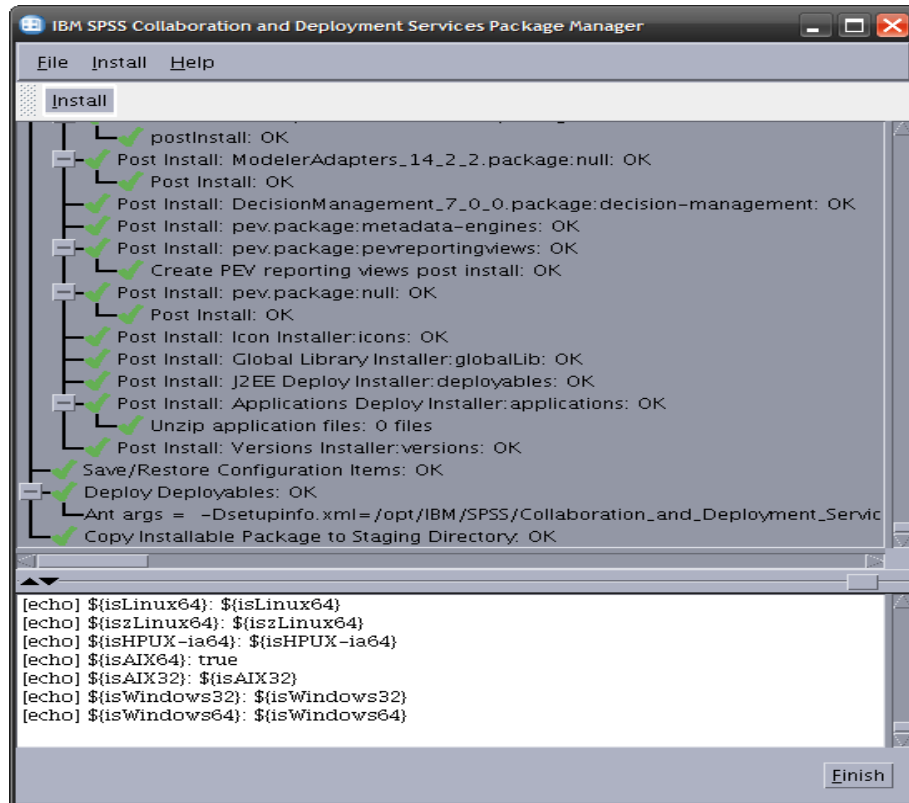 IBM SPSS Collaboration and Deployment Services Package Manager
File Install Help
Install
postInstall: OK
Post Install: ModelerAdapters_14_2_2.package:null: OK
Post Install: OK
Post Install: DecisionManagement_7_0_0.package:decision-management: OK
Post Install: pev.package:metadata-engines: OK
Post Install: pev.package:pevreportingviews: OK
Create PEV reporting views post install: OK
Post Install: pev.package:null: OK
Post Install: OK
Post Install: Icon Installer:icons: OK
Post Install: Global Library Installer:globalLib: OK
Post Install: J2EE Deploy Installer:deployables: OK
Post Install: Applications Deploy Installer:applications: OK
Unzip application files: 0 files
Post Install: Versions Installer:versions: OK
Save/Restore Configuration Items: OK
Deploy Deployables: OK
Ant args = -Dsetupinfo.xml=/opt/IBM/SPSS/Collaboration_and_Deployment_Servic
Copy Installable Package to Staging Directory: OK
[echo] ${isLinux64}: ${isLinux64}
[echo] ${iszLinux64}: ${iszLinux64}
[echo] ${isHPUX-ia64}: ${isHPUX-ia64}
[echo] ${isAIX64}: true
[echo] ${isAIX32}: ${isAIX32}
[echo] ${isWindows32}: ${isWindows32}
[echo] ${isWindows64}: ${isWindows64}
Finish